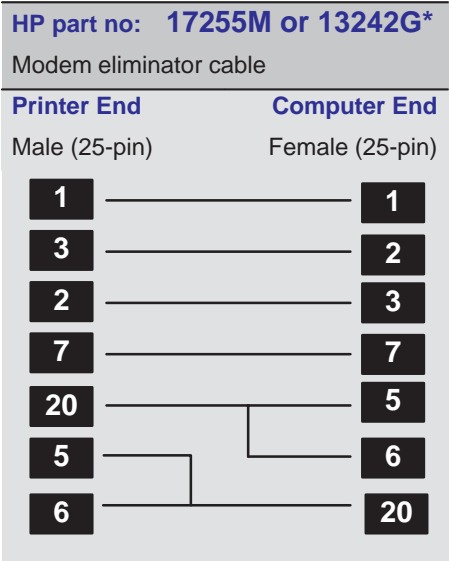 HP part no: 17255M or 13242G*
Modem eliminator cable
Printer End Computer End
Male (25-pin) Female (25-pin)
1 1
3 2
2 3
7 7
20 5
5 6
6 20